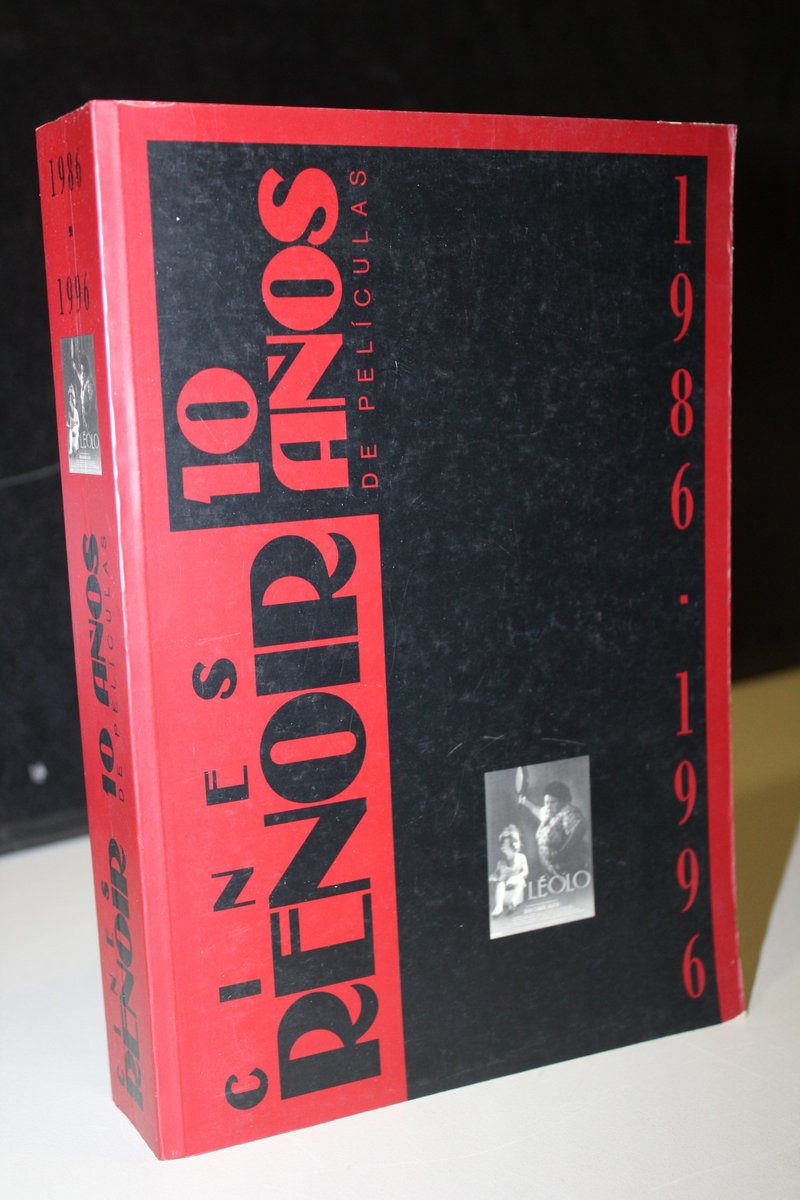 1986 - 1996
LÉOLO
CINES
RENOIR
10 AÑOS
DE PELÍCULAS
CINES
RENOIR
10
AÑOS
DE PELÍCULAS
1986 · 1996
LÉOLO